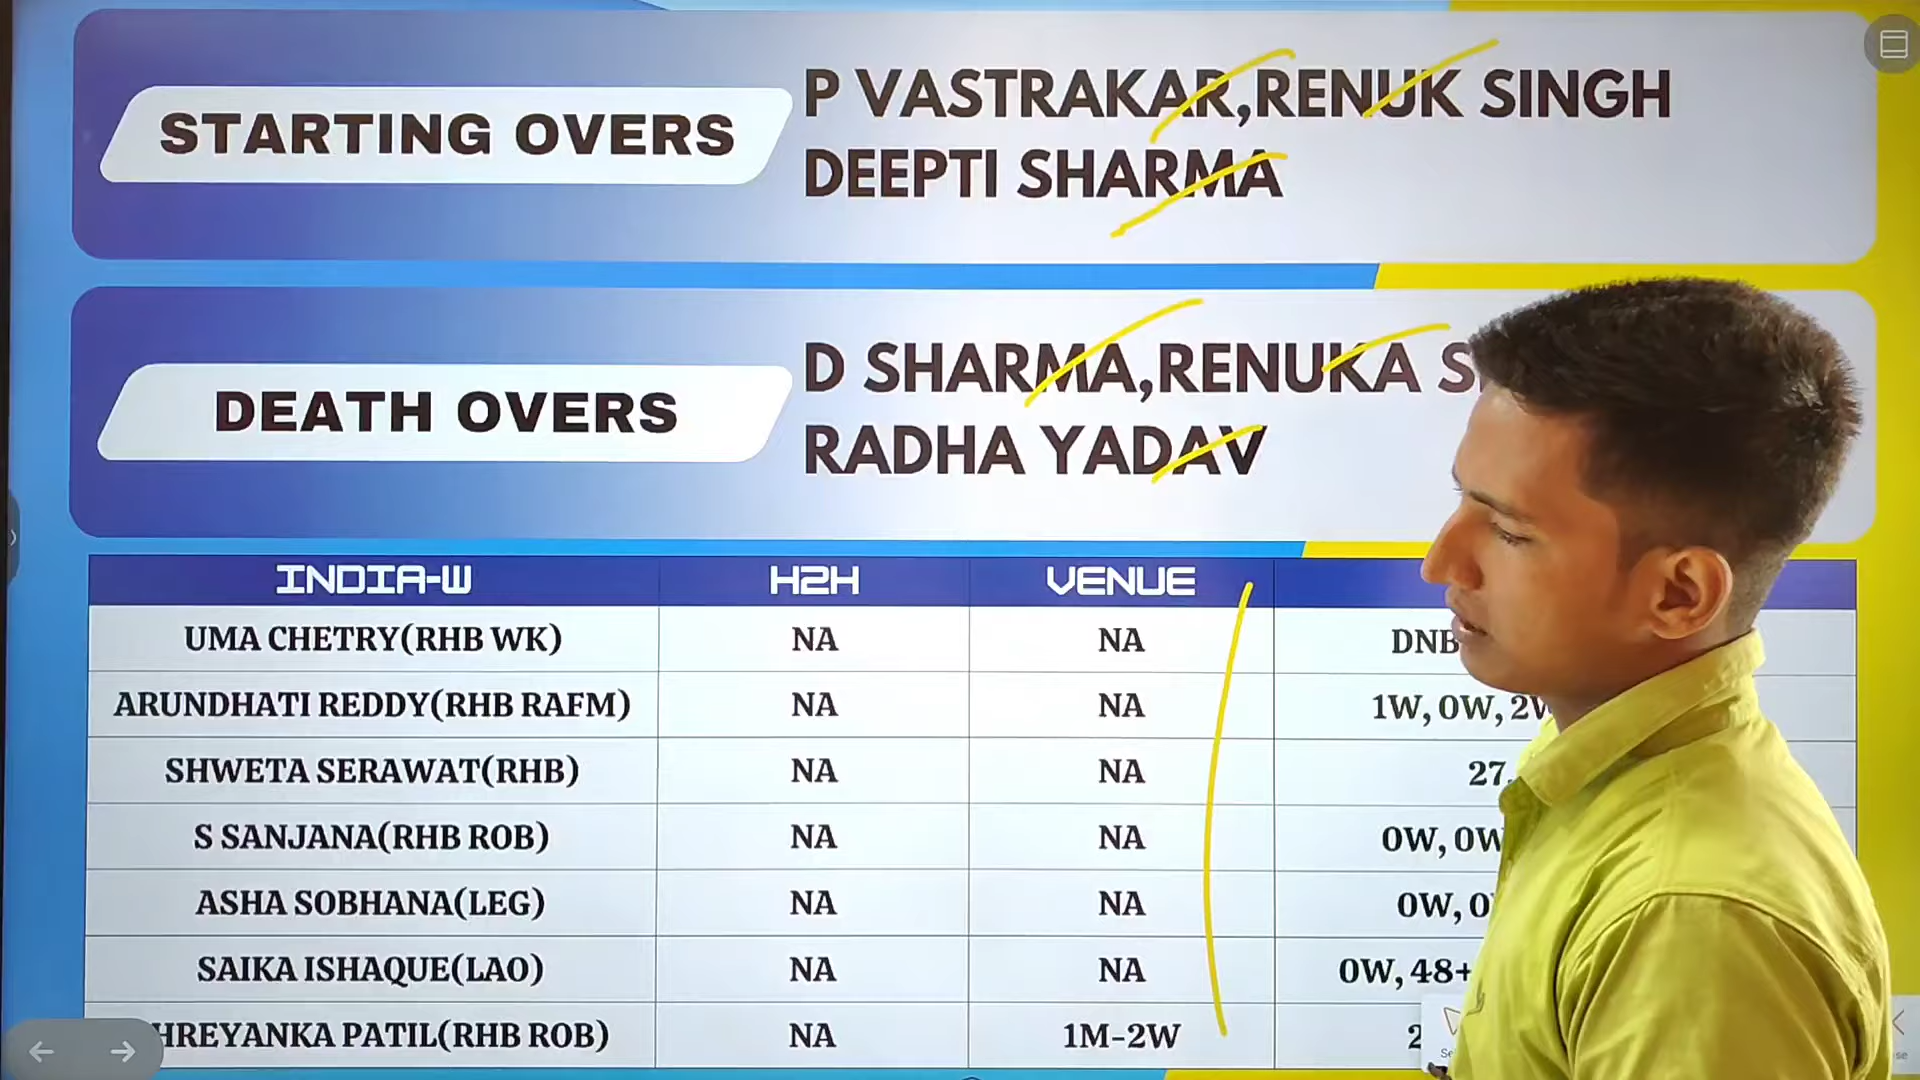 STARTING OVERS
P VASTRAKAR,RENUK SINGH
DEEPTI SHARMA
DEATH OVERS
D SHARMA,RENUKA S
RADHA YADAV
INDIA-W H2H VENUE
UMA CHETRY(RHB WK) NA NA DNB
ARUNDHATI REDDY(RHB RAFM) NA NA 1W, 0W, 2W
SHWETA SERAWAT(RHB) NA NA 27
S SANJANA(RHB ROB) NA NA 0W, 0W
ASHA SOBHANA(LEG) NA NA 0W, 0
SAIKA ISHAQUE(LAO) NA NA 0W, 48+
HREYANKA PATIL(RHB ROB) NA 1M-2W 2